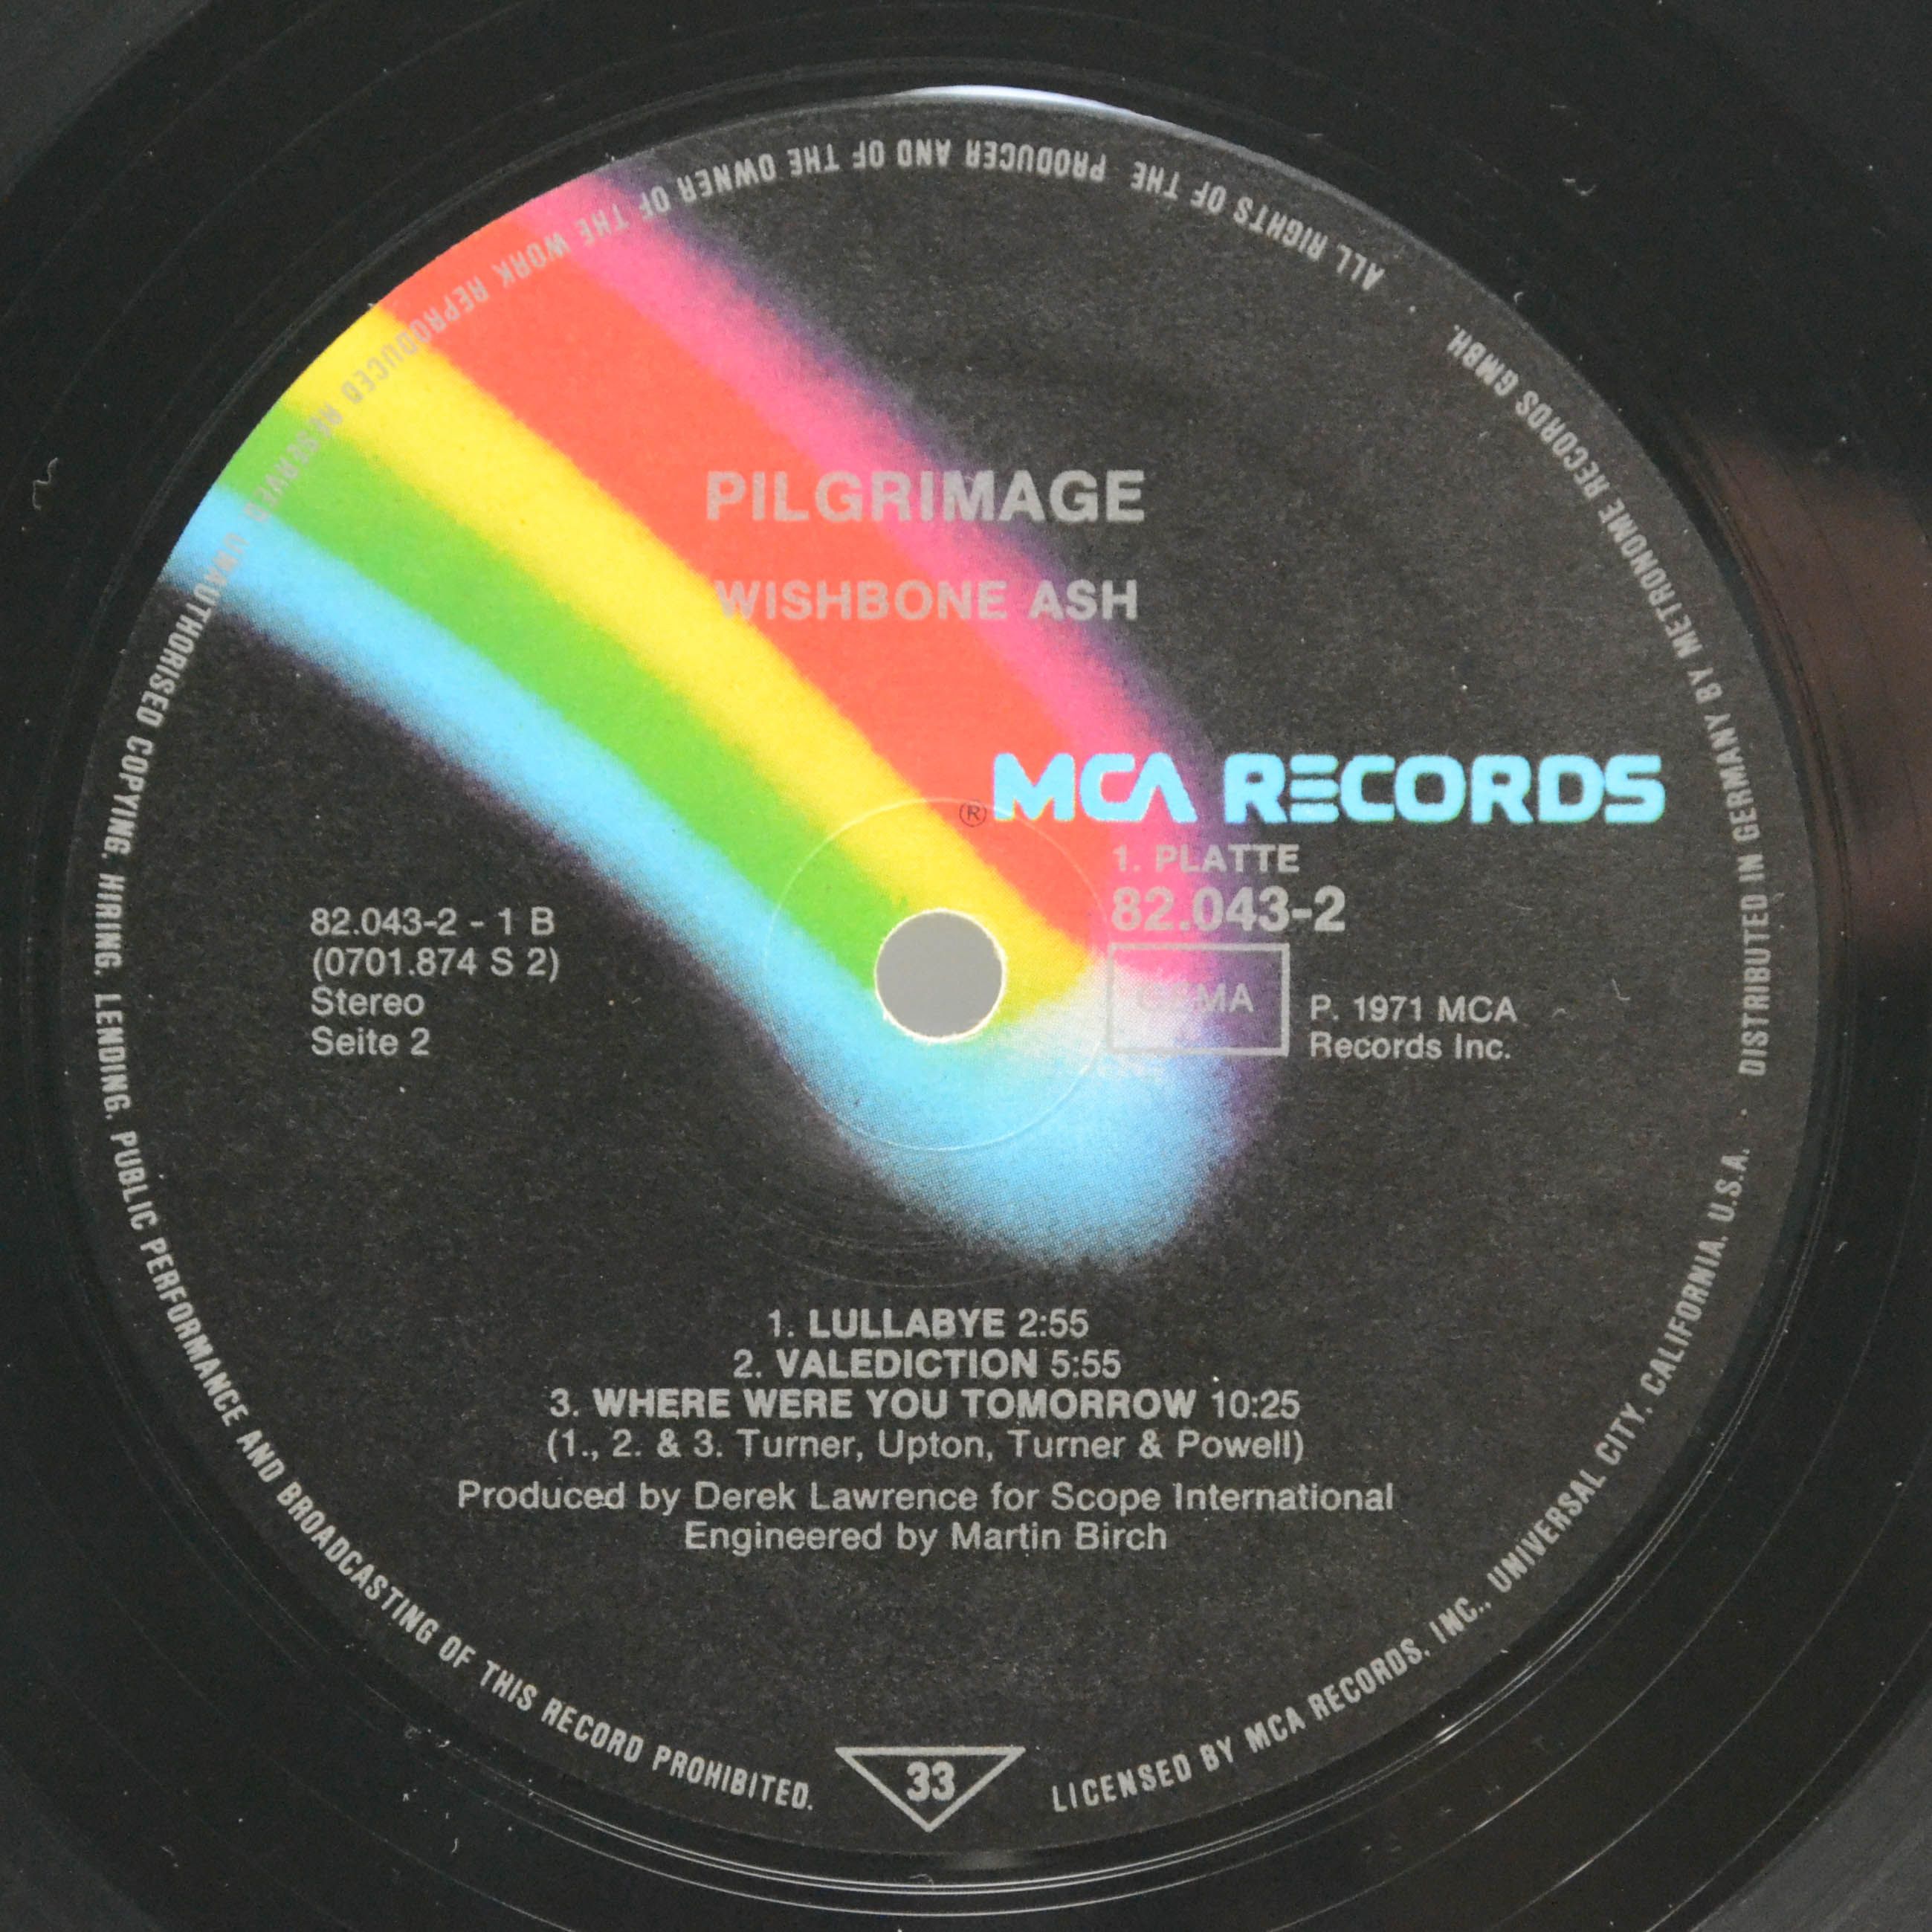 PILGRIMAGE
WISHBONE ASH
® MCA RECORDS
1. PLATTE
82.043-2
82.043-2 - 1 B
(0701.874 S 2)
Stereo
Seite 2
GEMA
P. 1971 MCA
Records Inc.
1. LULLABYE 2:55
2. VALEDICTION 5:55
3. WHERE WERE YOU TOMORROW 10:25
(1., 2. & 3. Turner, Upton, Turner & Powell)
Produced by Derek Lawrence for Scope International
Engineered by Martin Birch
33
ALL RIGHTS OF THE PRODUCER AND OF THE OWNER OF THE WORK REPRODUCED RESERVED UNAUTHORISED COPYING, HIRING, LENDING, PUBLIC PERFORMANCE AND BROADCASTING OF THIS RECORD PROHIBITED.
LICENSED BY MCA RECORDS, INC., UNIVERSAL CITY, CALIFORNIA, U.S.A. · DISTRIBUTED IN GERMANY BY METRONOME RECORDS GMBH. ·